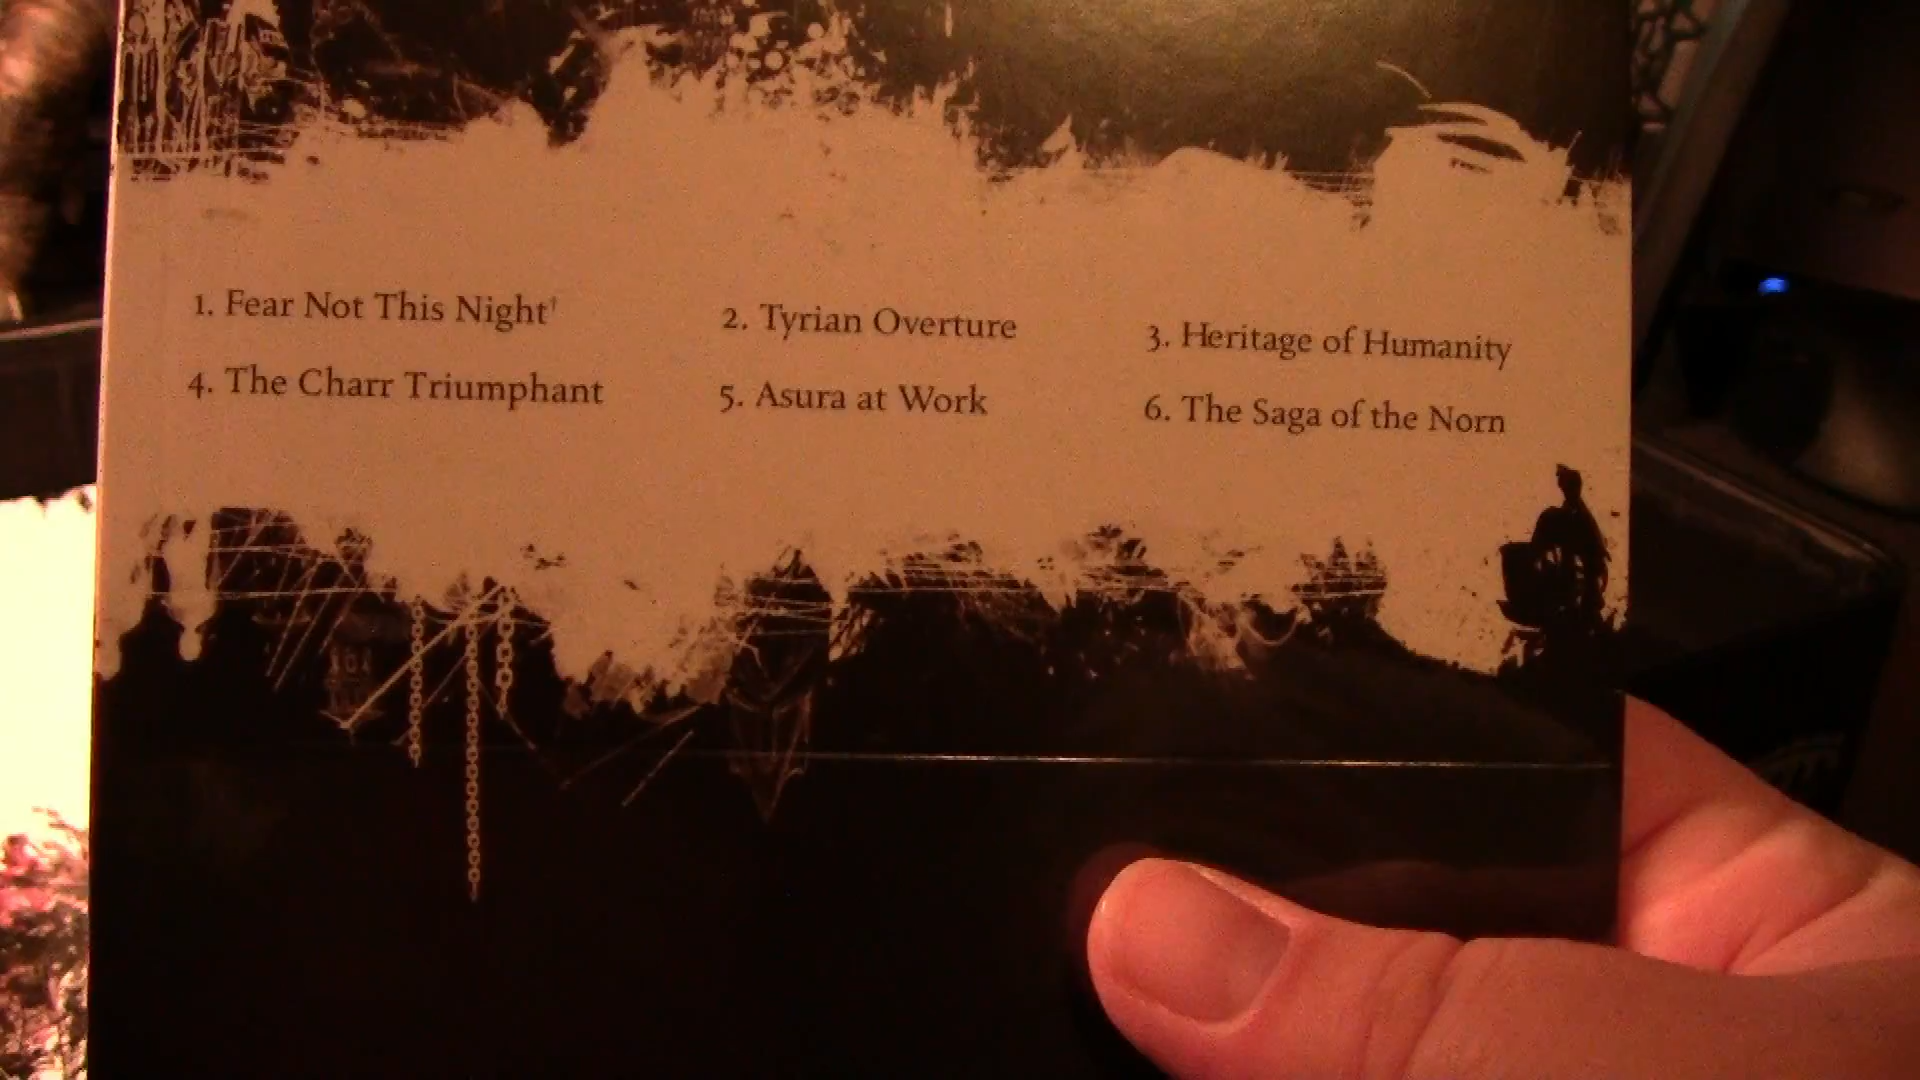 1. Fear Not This Night† 2. Tyrian Overture 3. Heritage of Humanity
4. The Charr Triumphant 5. Asura at Work 6. The Saga of the Norn